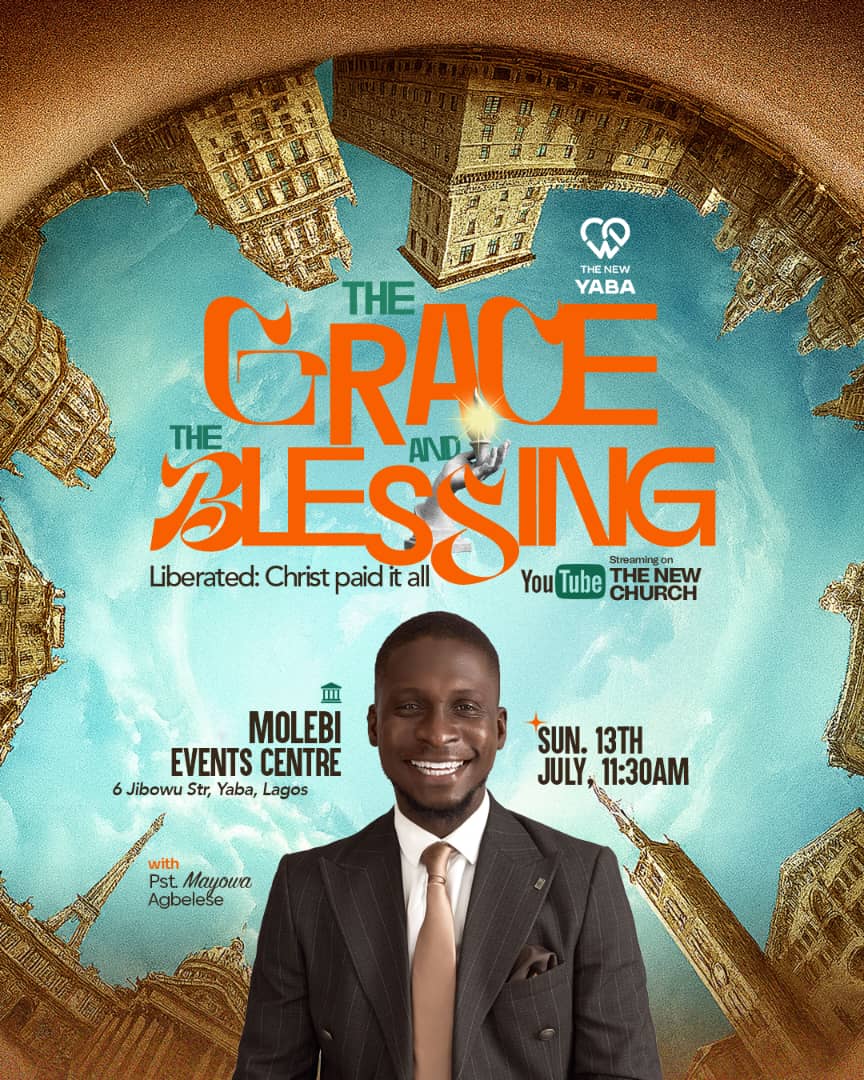 THE NEW
YABA
THE
GRACE
THE
AND
BLESSING
Liberated: Christ paid it all
YouTube
Streaming on
THE NEW
CHURCH
MOLEBI
EVENTS CENTRE
6 Jibowu Str, Yaba, Lagos
SUN. 13TH
JULY, 11:30AM
with
Pst. Mayowa
Agbelese